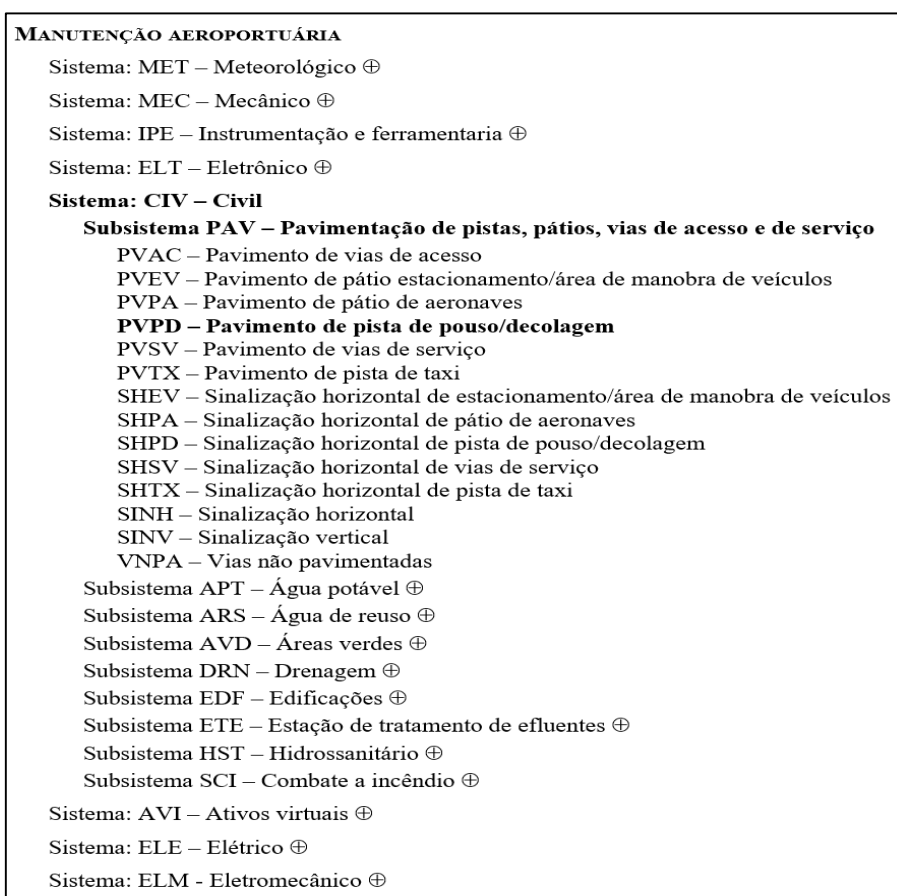 MANUTENÇÃO AEROPORTUÁRIA
Sistema: MET – Meteorológico ⊕
Sistema: MEC – Mecânico ⊕
Sistema: IPE – Instrumentação e ferramentaria ⊕
Sistema: ELT – Eletrônico ⊕
Sistema: CIV – Civil
Subsistema PAV – Pavimentação de pistas, pátios, vias de acesso e de serviço
PVAC – Pavimento de vias de acesso
PVEV – Pavimento de pátio estacionamento/área de manobra de veículos
PVPA – Pavimento de pátio de aeronaves
PVPD – Pavimento de pista de pouso/decolagem
PVSV – Pavimento de vias de serviço
PVTX – Pavimento de pista de taxi
SHEV – Sinalização horizontal de estacionamento/área de manobra de veículos
SHPA – Sinalização horizontal de pátio de aeronaves
SHPD – Sinalização horizontal de pista de pouso/decolagem
SHSV – Sinalização horizontal de vias de serviço
SHTX – Sinalização horizontal de pista de taxi
SINH – Sinalização horizontal
SINV – Sinalização vertical
VNPA – Vias não pavimentadas
Subsistema APT – Água potável ⊕
Subsistema ARS – Água de reuso ⊕
Subsistema AVD – Áreas verdes ⊕
Subsistema DRN – Drenagem ⊕
Subsistema EDF – Edificações ⊕
Subsistema ETE – Estação de tratamento de efluentes ⊕
Subsistema HST – Hidrossanitário ⊕
Subsistema SCI – Combate a incêndio ⊕
Sistema: AVI – Ativos virtuais ⊕
Sistema: ELE – Elétrico ⊕
Sistema: ELM - Eletromecânico ⊕